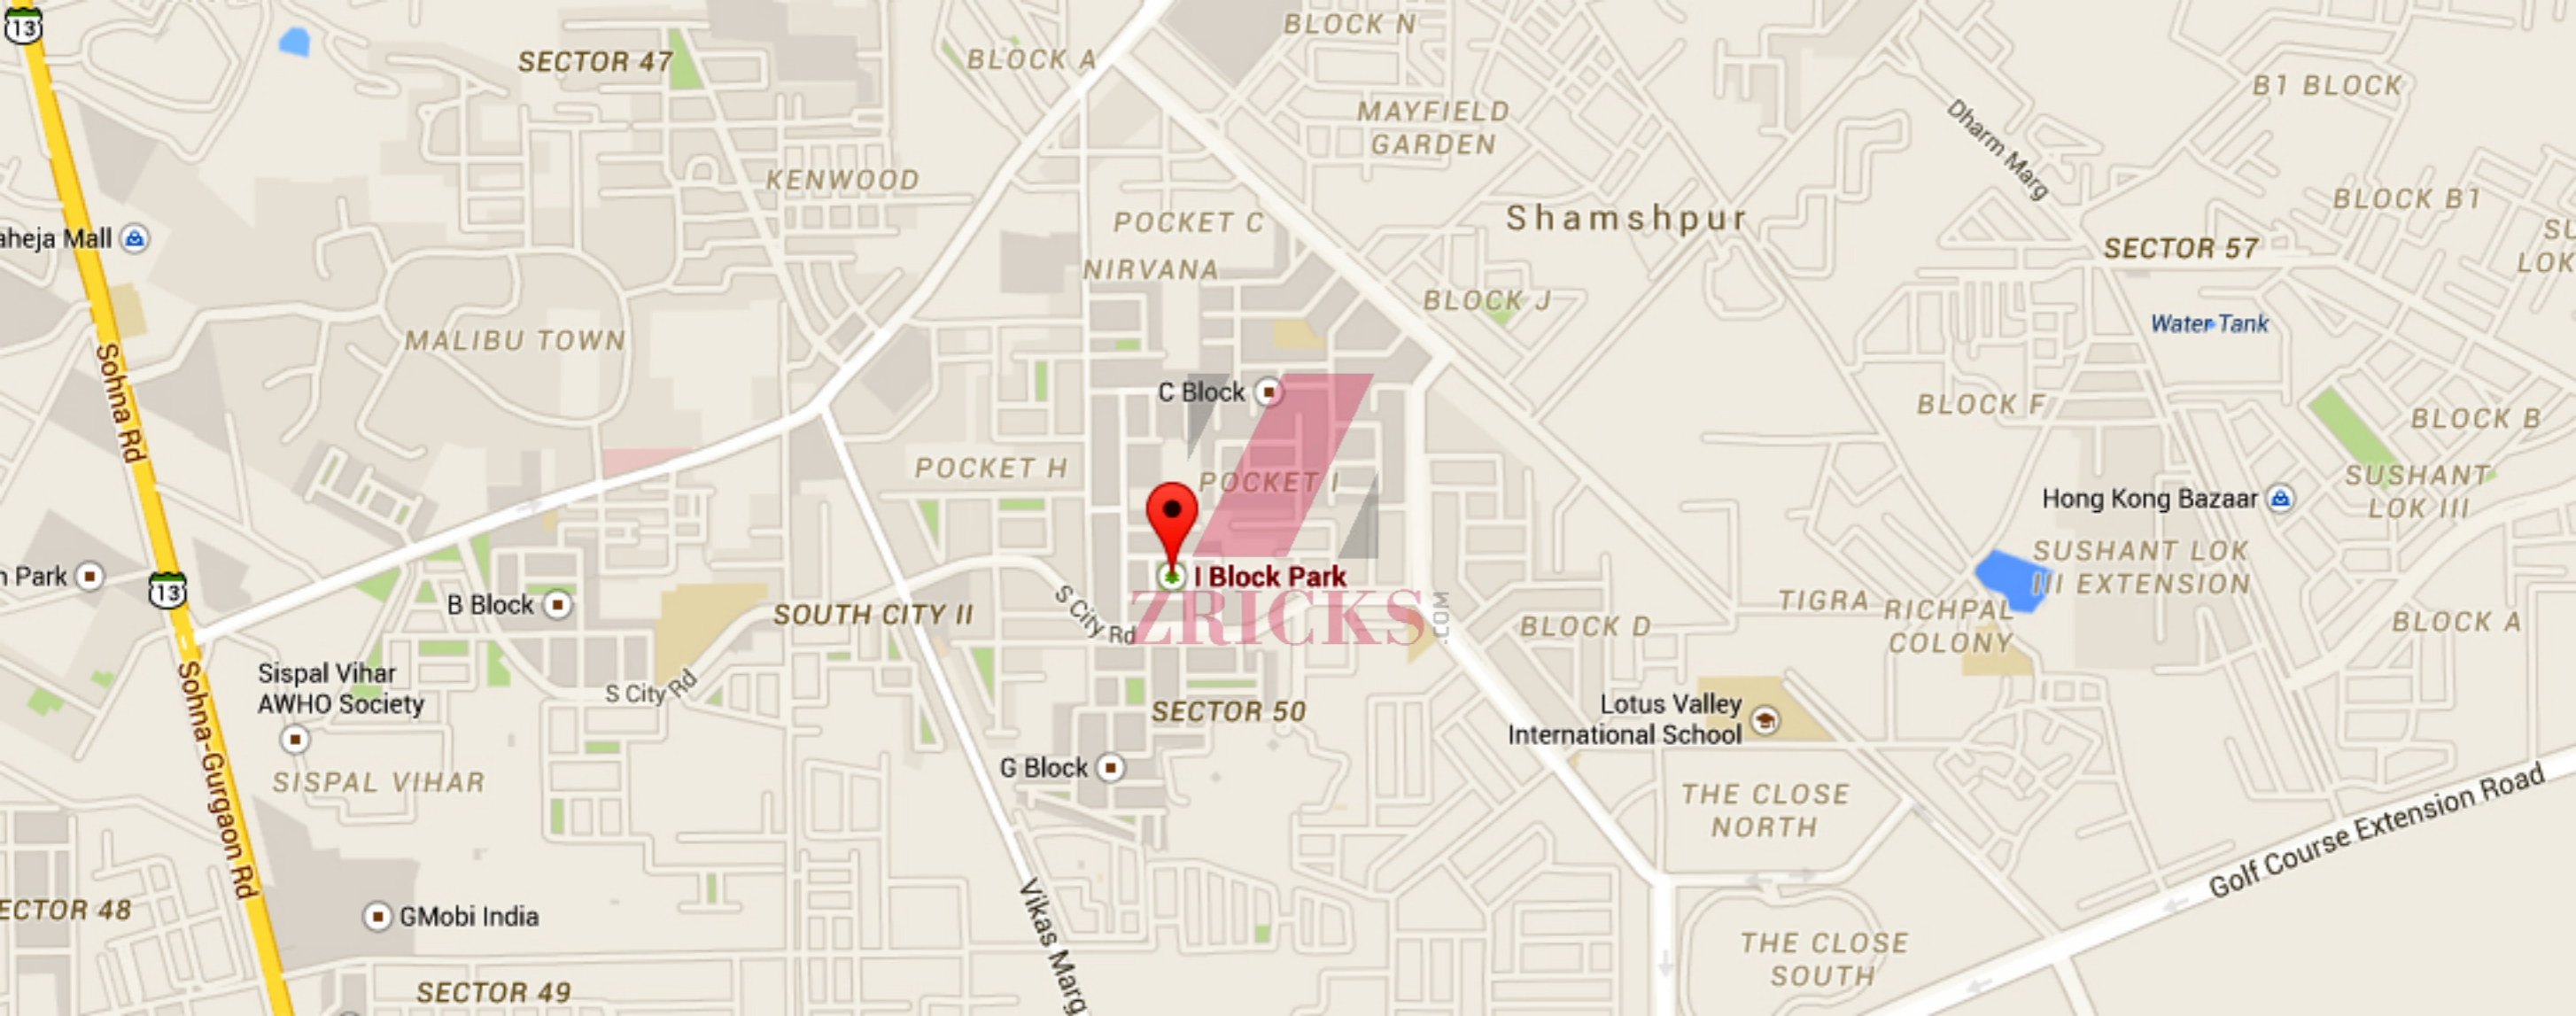 13
BLOCK N
SECTOR 47
BLOCK A
B1 BLOCK
MAYFIELD
GARDEN
Dharm Marg
KENWOOD
BLOCK B1
POCKET C
Shamshpur
aheja Mall
SECTOR 57
SU
LOK
NIRVANA
BLOCK J
Water Tank
MALIBU TOWN
Sohna Rd
C Block
BLOCK F
BLOCK B
POCKET H
POCKET I
SUSHANT
LOK III
Hong Kong Bazaar
SUSHANT LOK
III EXTENSION
n Park
13
I Block Park
B Block
SOUTH CITY II
S City Rd
ZRICKS
.COM
BLOCK D
TIGRA
RICHPAL
COLONY
BLOCK A
Sispal Vihar
AWHO Society
S City Rd
SECTOR 50
Lotus Valley
International School
Sohna-Gurgaon Rd
SISPAL VIHAR
G Block
THE CLOSE
NORTH
Golf Course Extension Road
ECTOR 48
GMobi India
Vikas Marg
THE CLOSE
SOUTH
SECTOR 49